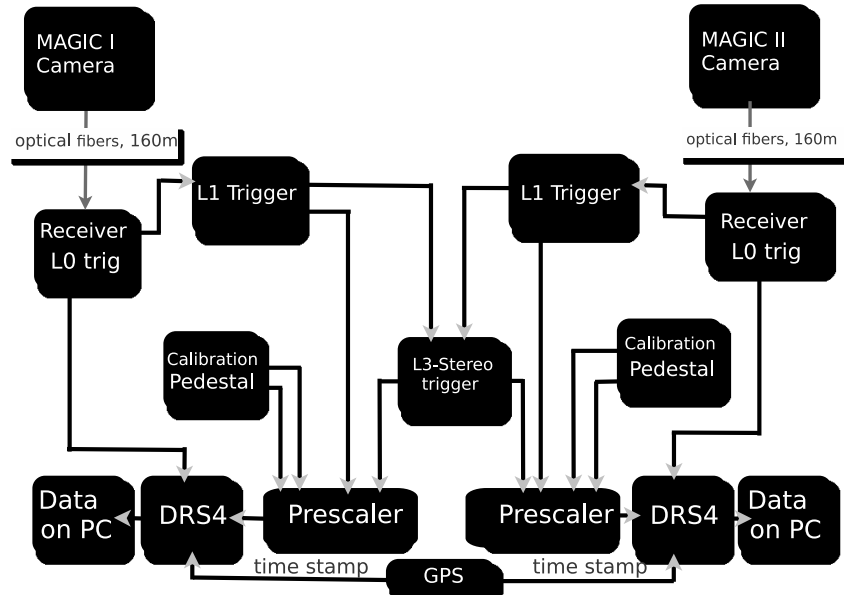 MAGIC I
Camera
MAGIC II
Camera
optical fibers, 160m
optical fibers, 160m
L1 Trigger
L1 Trigger
Receiver
L0 trig
Receiver
L0 trig
Calibration
Pedestal
L3-Stereo
trigger
Calibration
Pedestal
Data
on PC
DRS4
Prescaler
Prescaler
DRS4
Data
on PC
time stamp
GPS
time stamp